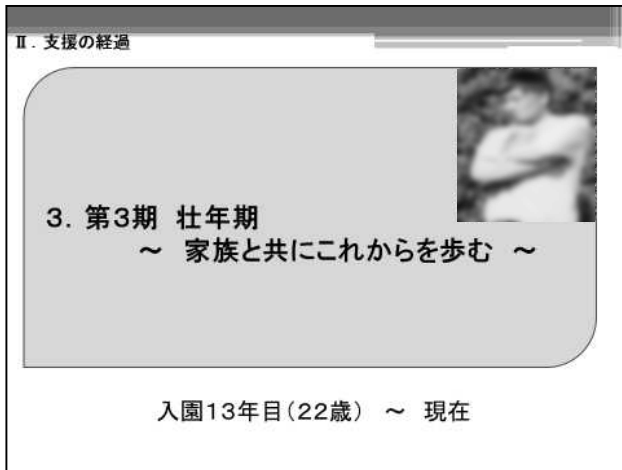 Ⅱ．支援の経過
３．第３期 壮年期
～ 家族と共にこれからを歩む ～
入園１３年目（２２歳） ～ 現在